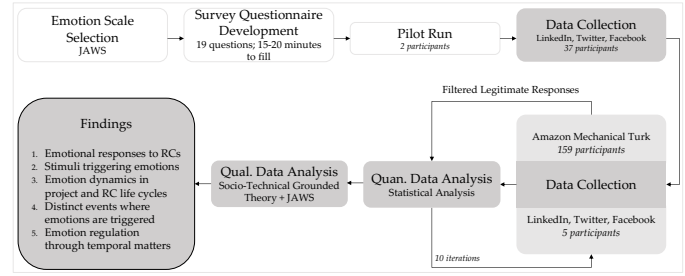 Emotion Scale
Selection
JAWS
Survey Questionnaire
Development
19 questions; 15-20 minutes
to fill
Pilot Run
2 participants
Data Collection
LinkedIn, Twitter, Facebook
37 participants
Filtered Legitimate Responses
Findings
1. Emotional responses to RCs
2. Stimuli triggering emotions
3. Emotion dynamics in
project and RC life cycles
4. Distinct events where
emotions are triggered
5. Emotion regulation
through temporal matters
Qual. Data Analysis
Socio-Technical Grounded
Theory + JAWS
Quan. Data Analysis
Statistical Analysis
Amazon Mechanical Turk
159 participants
Data Collection
LinkedIn, Twitter, Facebook
5 participants
10 iterations